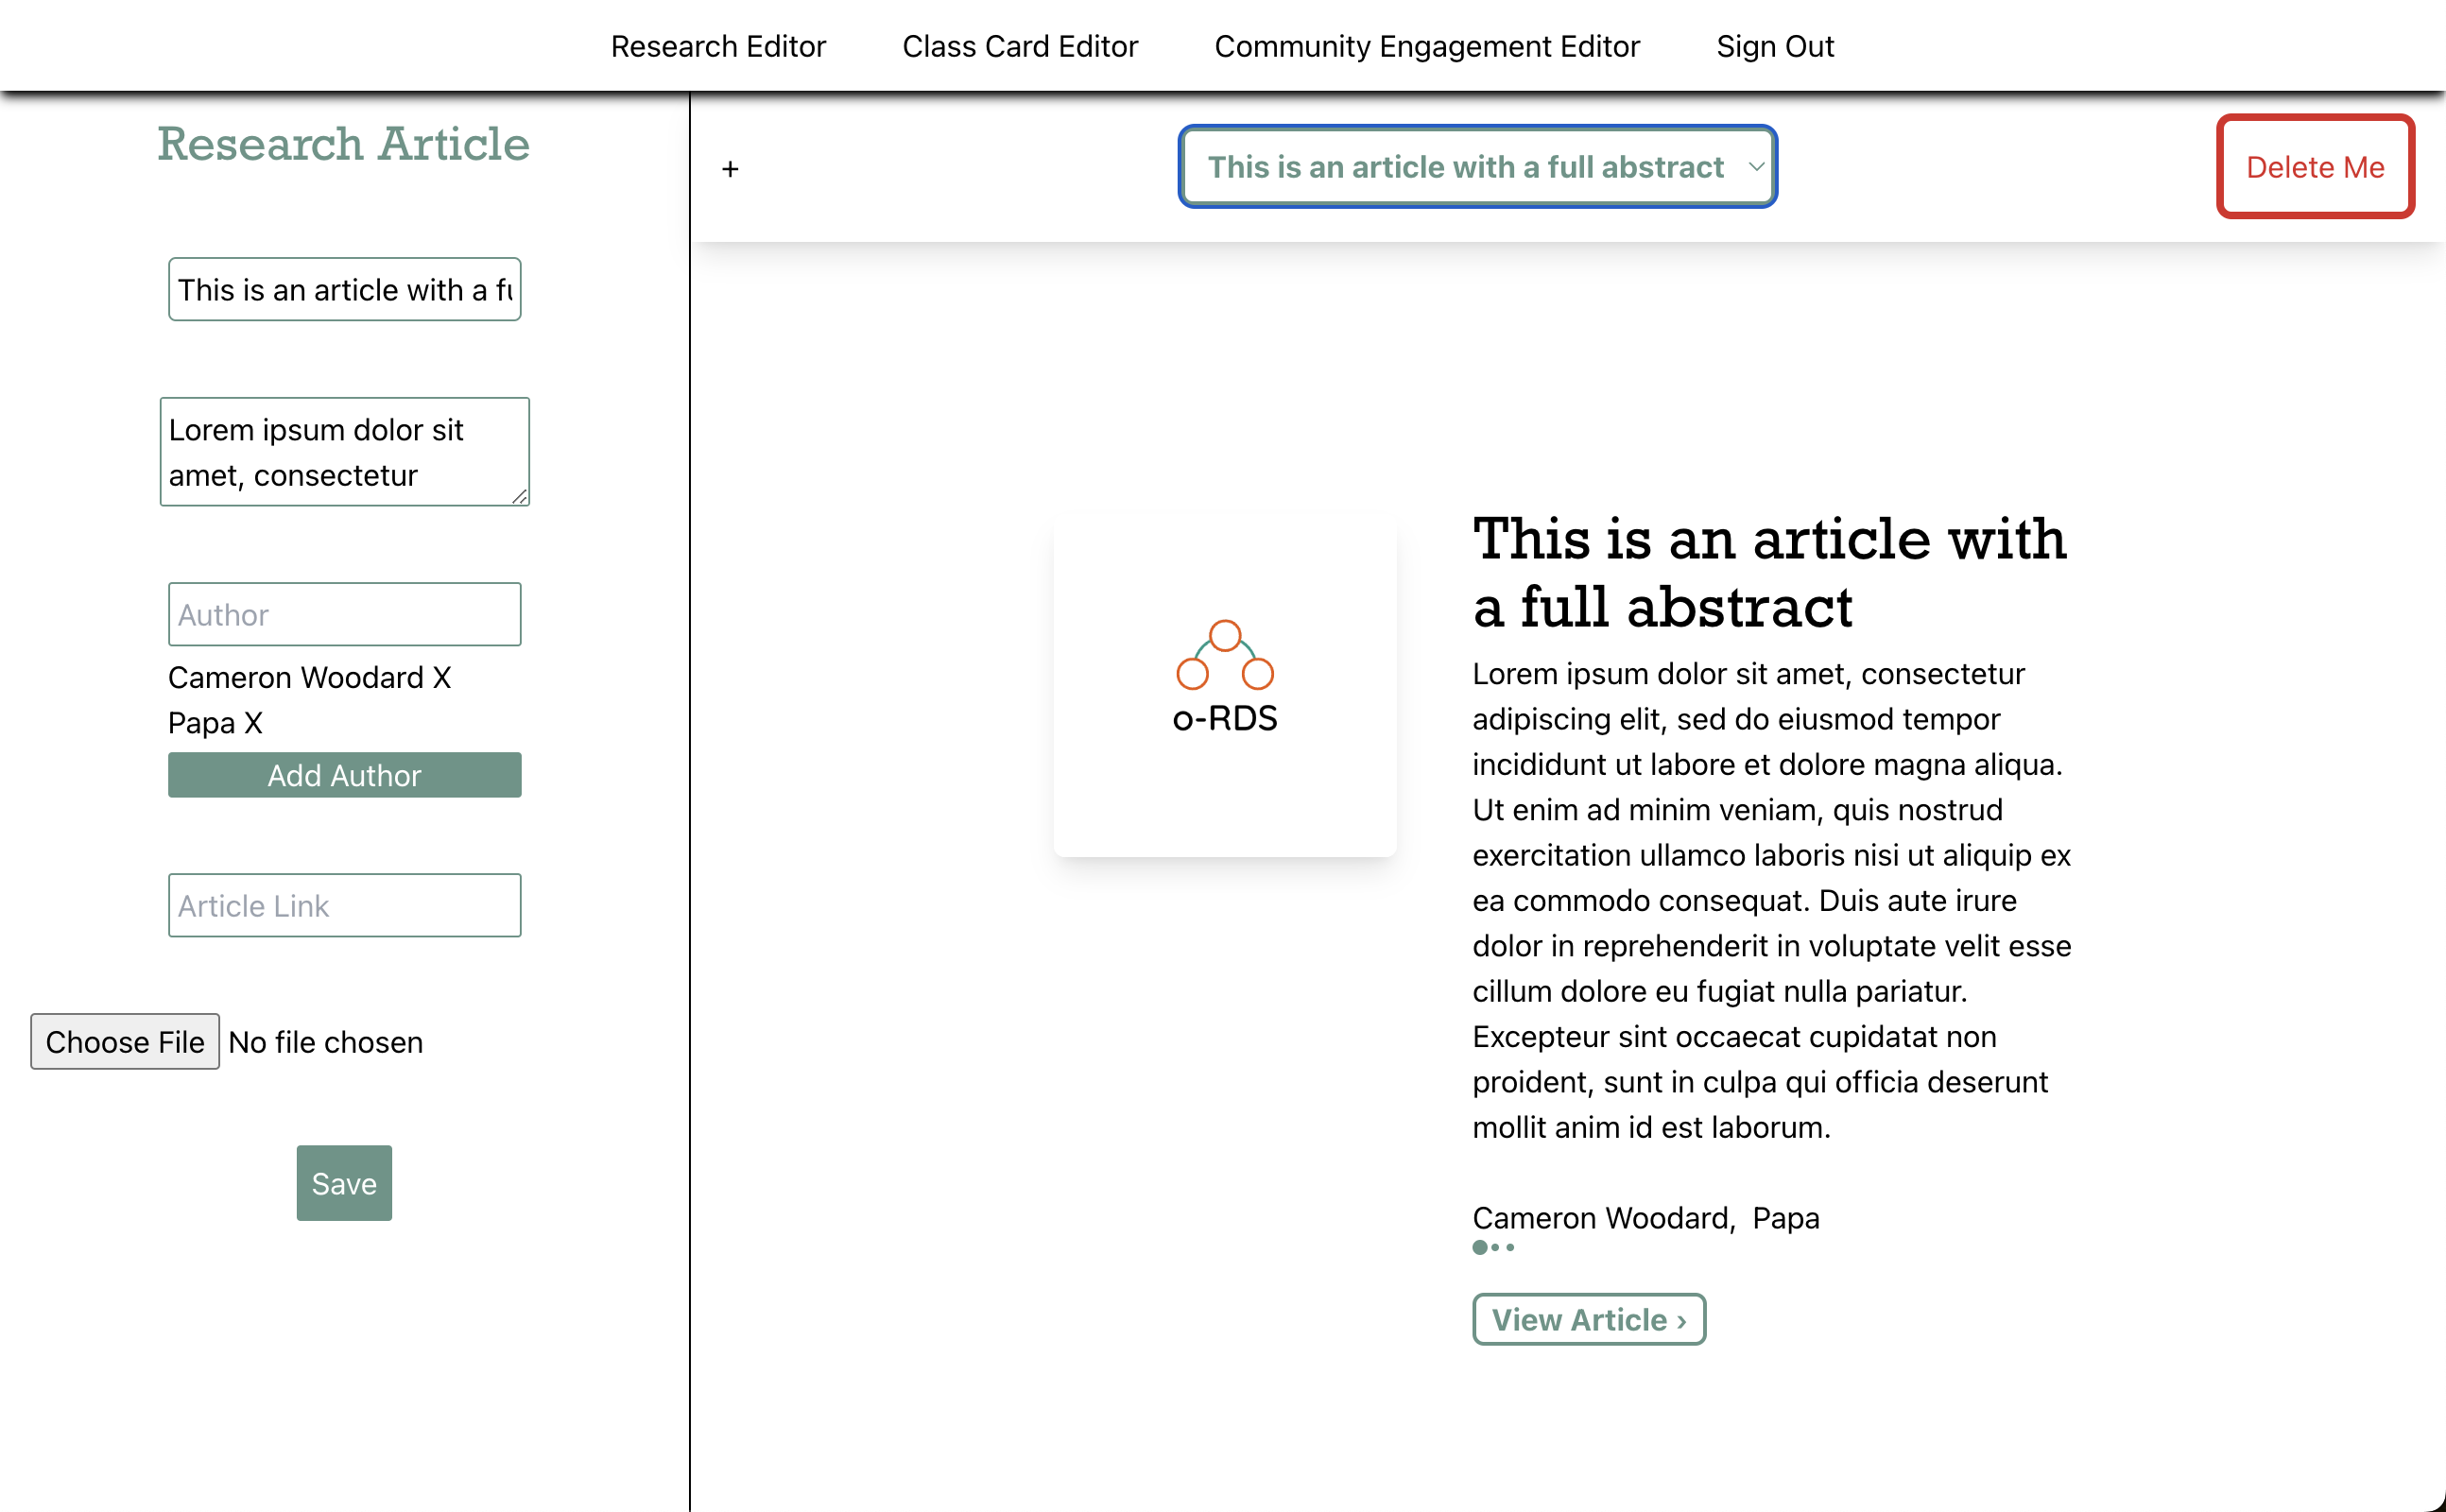 Research Editor Class Card Editor Community Engagement Editor Sign Out
Research Article
This is an article with a fu
Lorem ipsum dolor sit
amet, consectetur
Author
Cameron Woodard X
Papa X
Add Author
Article Link
Choose File No file chosen
Save
+ This is an article with a full abstract Delete Me
o-RDS
This is an article with
a full abstract
Lorem ipsum dolor sit amet, consectetur
adipiscing elit, sed do eiusmod tempor
incididunt ut labore et dolore magna aliqua.
Ut enim ad minim veniam, quis nostrud
exercitation ullamco laboris nisi ut aliquip ex
ea commodo consequat. Duis aute irure
dolor in reprehenderit in voluptate velit esse
cillum dolore eu fugiat nulla pariatur.
Excepteur sint occaecat cupidatat non
proident, sunt in culpa qui officia deserunt
mollit anim id est laborum.
Cameron Woodard, Papa
View Article ›